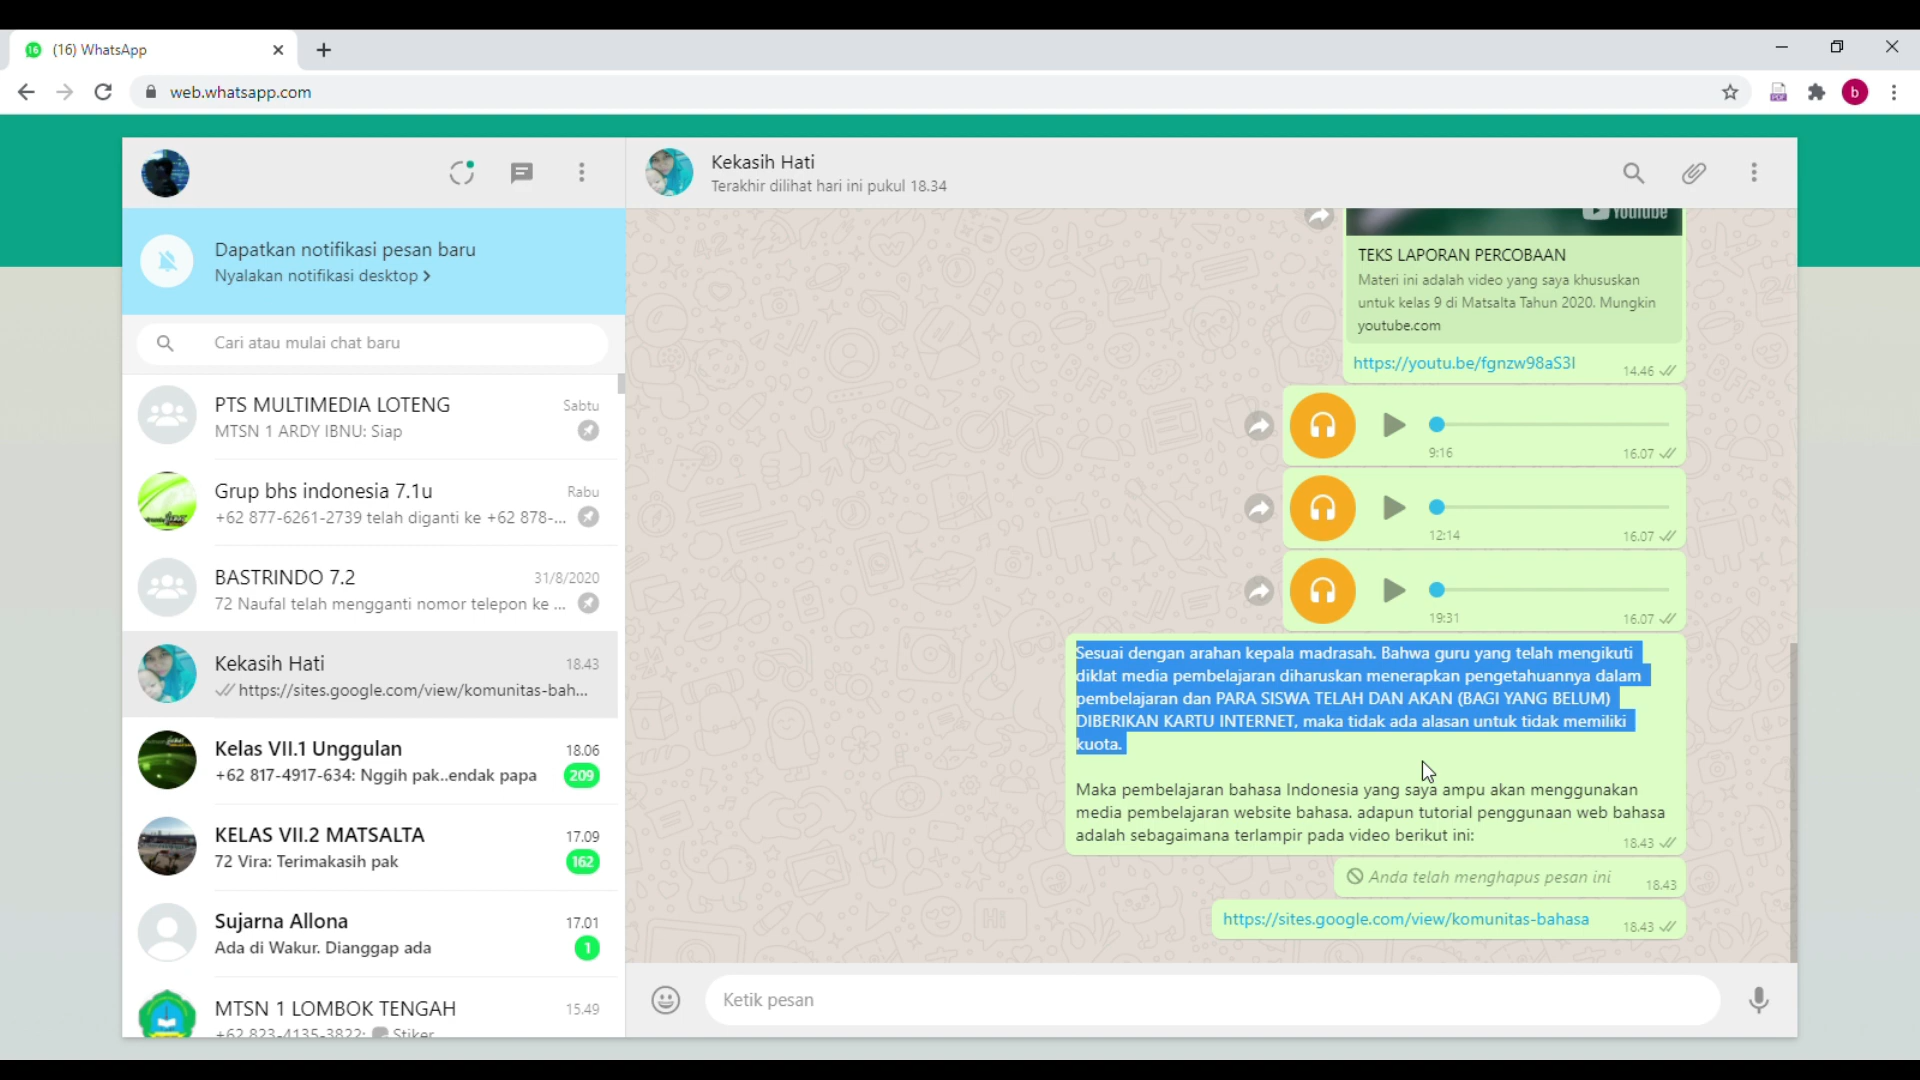 (16) WhatsApp
web.whatsapp.com
b
Dapatkan notifikasi pesan baru
Nyalakan notifikasi desktop >
Cari atau mulai chat baru
PTS MULTIMEDIA LOTENG
Sabtu
MTSN 1 ARDY IBNU: Siap
Grup bhs indonesia 7.1u
Rabu
+62 877-6261-2739 telah diganti ke +62 878-...
BASTRINDO 7.2
31/8/2020
72 Naufal telah mengganti nomor telepon ke ...
Kekasih Hati
18.43
https://sites.google.com/view/komunitas-bah...
Kelas VII.1 Unggulan
18.06
+62 817-4917-634: Nggih pak..endak papa
209
KELAS VII.2 MATSALTA
17.09
72 Vira: Terimakasih pak
162
Sujarna Allona
17.01
Ada di Wakur. Dianggap ada
1
MTSN 1 LOMBOK TENGAH
15.49
+62 823-4135-3822: Stiker
Kekasih Hati
Terakhir dilihat hari ini pukul 18.34
YouTube
TEKS LAPORAN PERCOBAAN
Materi ini adalah video yang saya khususkan
untuk kelas 9 di Matsalta Tahun 2020. Mungkin
youtube.com
https://youtu.be/fgnzw98aS3I
14.46
9:16
16.07
12:14
16.07
19:31
16.07
Sesuai dengan arahan kepala madrasah. Bahwa guru yang telah mengikuti
diklat media pembelajaran diharuskan menerapkan pengetahuannya dalam
pembelajaran dan PARA SISWA TELAH DAN AKAN (BAGI YANG BELUM)
DIBERIKAN KARTU INTERNET, maka tidak ada alasan untuk tidak memiliki
kuota.
Maka pembelajaran bahasa Indonesia yang saya ampu akan menggunakan
media pembelajaran website bahasa. adapun tutorial penggunaan web bahasa
adalah sebagaimana terlampir pada video berikut ini:
18.43
Anda telah menghapus pesan ini
18.43
https://sites.google.com/view/komunitas-bahasa
18.43
Ketik pesan